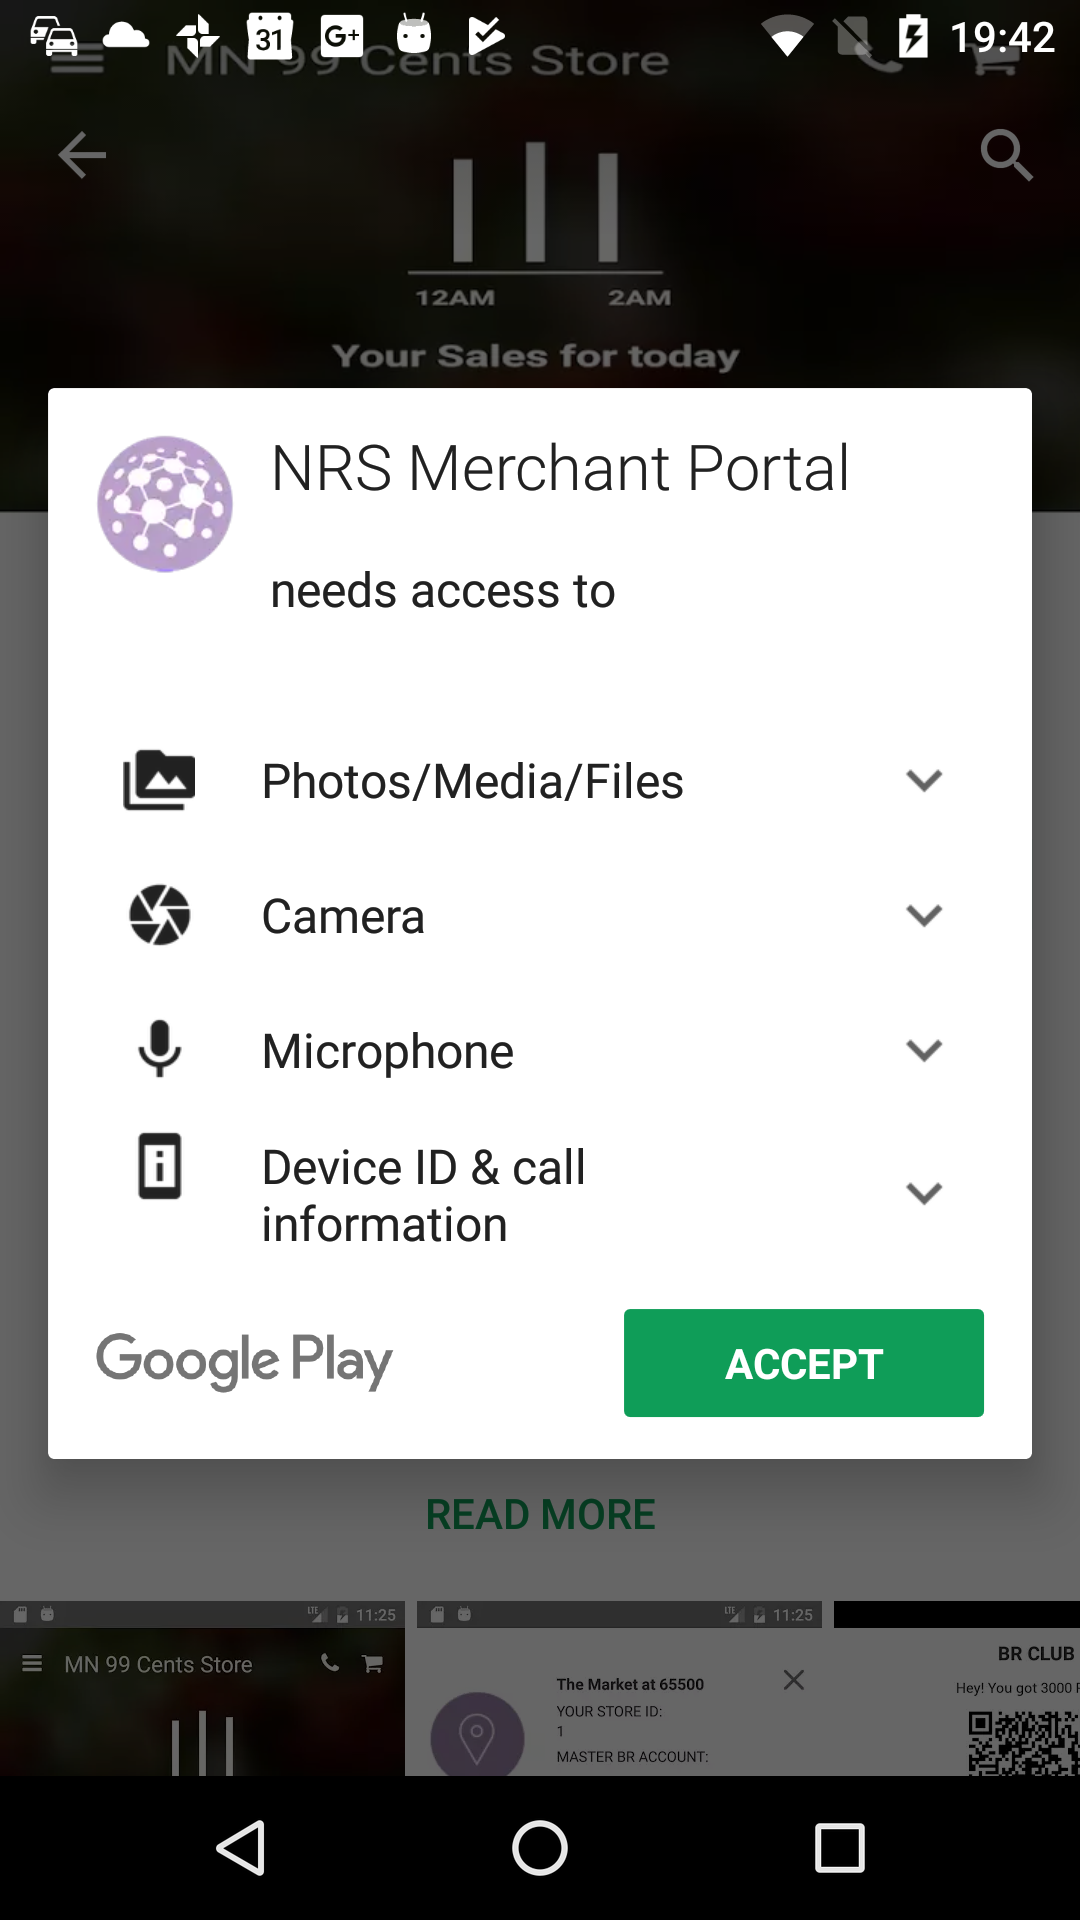 31
G+
19:42
MN 99 Cents Store
12AM
2AM
Your Sales for today
NRS Merchant Portal
needs access to
Photos/Media/Files
Camera
Microphone
Device ID & call
information
Google Play
ACCEPT
READ MORE
LTE
11:25
LTE
11:25
MN 99 Cents Store
The Market at 65500
YOUR STORE ID:
1
MASTER BR ACCOUNT:
BR CLUB
Hey! You got 3000